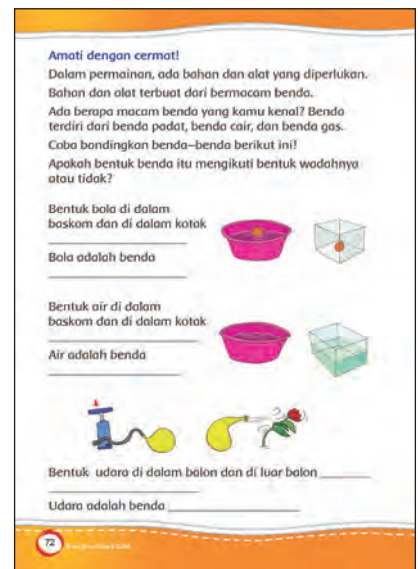 Amati dengan cermat!
Dalam permainan, ada bahan dan alat yang diperlukan.
Bahan dan alat terbuat dari bermacam benda.
Ada berapa macam benda yang kamu kenal? Benda
terdiri dari benda padat, benda cair, dan benda gas.
Coba bandingkan benda–benda berikut ini!
Apakah bentuk benda itu mengikuti bentuk wadahnya
atau tidak?
Bentuk bola di dalam
baskom dan di dalam kotak
Bola adalah benda
Bentuk air di dalam
baskom dan di dalam kotak
Air adalah benda
Bentuk udara di dalam balon dan di luar balon
Udara adalah benda
72